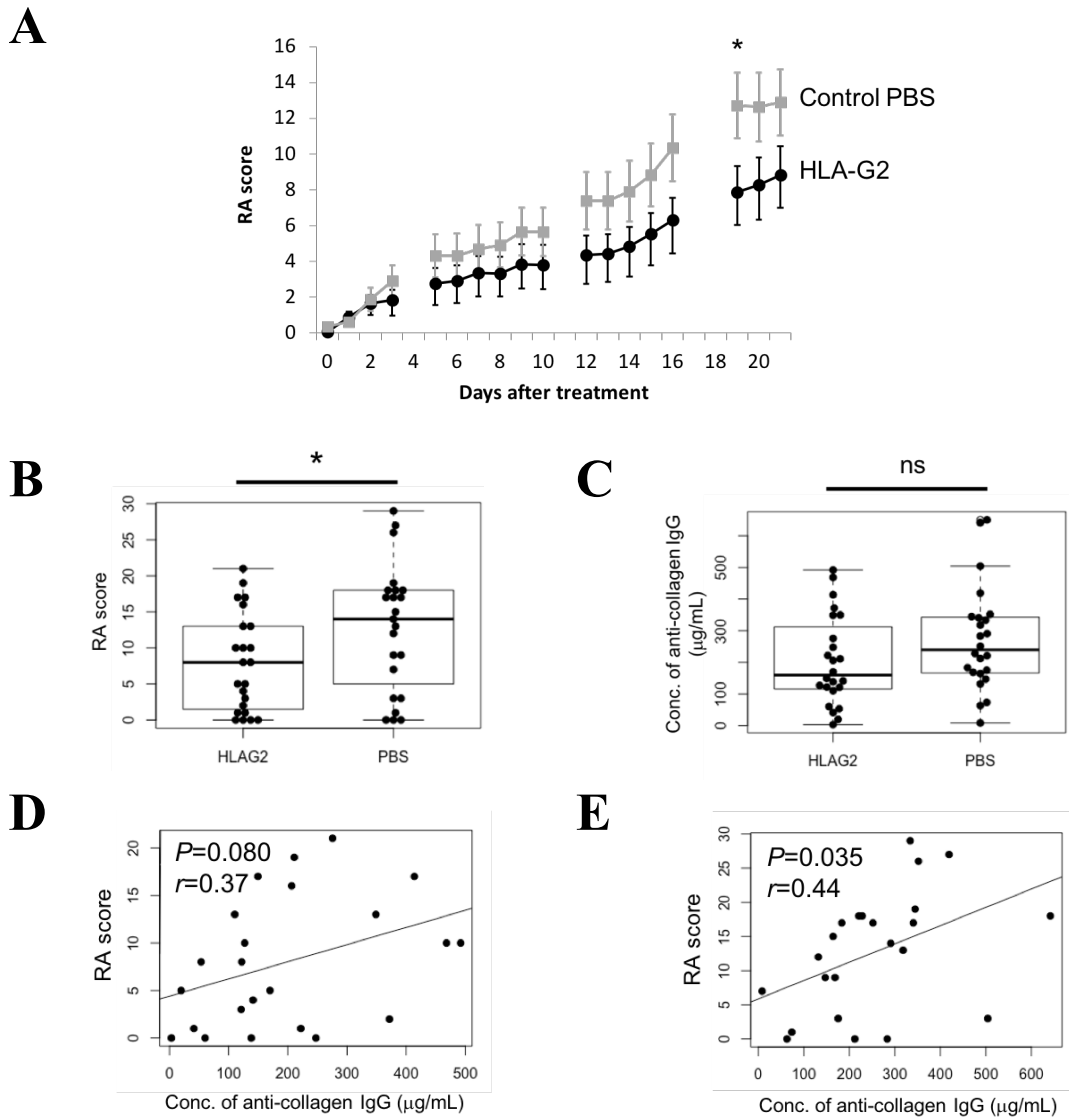 A
*
16
14
12
10
8
6
4
2
0
RA score
Control PBS
HLA-G2
0 2 4 6 8 10 12 14 16 18 20
Days after treatment
B
*
30
25
20
15
10
5
0
RA score
HLAG2 PBS
C
ns
500
300
100
0
Conc. of anti-collagen IgG
(µg/mL)
HLAG2 PBS
D
P=0.080
r=0.37
20
15
10
5
0
RA score
0 100 200 300 400 500
Conc. of anti-collagen IgG (µg/mL)
E
P=0.035
r=0.44
30
25
20
15
10
5
0
RA score
0 100 200 300 400 500 600
Conc. of anti-collagen IgG (µg/mL)